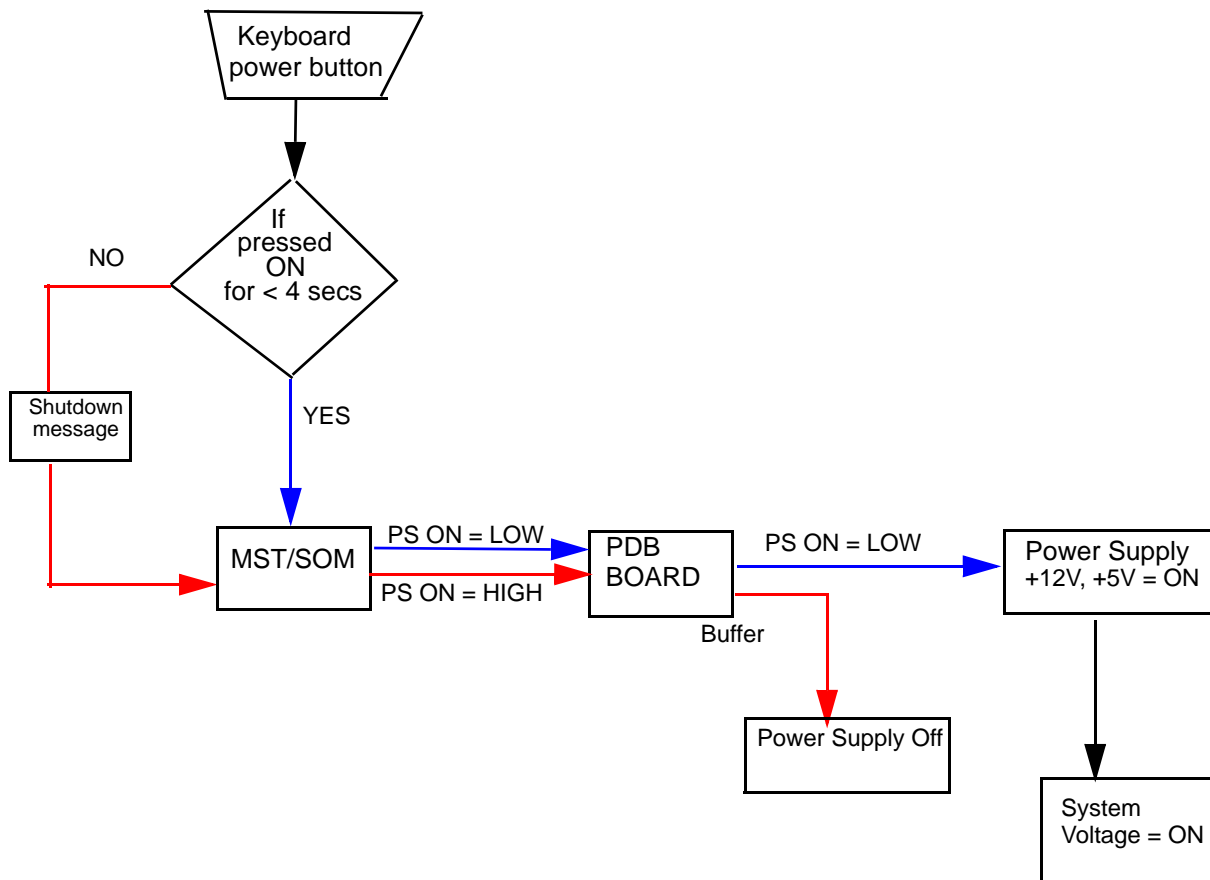 Keyboard
power button
If
pressed
ON
for < 4 secs
NO
YES
Shutdown
message
MST/SOM
PS ON = LOW
PS ON = HIGH
PDB
BOARD
PS ON = LOW
Buffer
Power Supply
+12V, +5V = ON
Power Supply Off
System
Voltage = ON